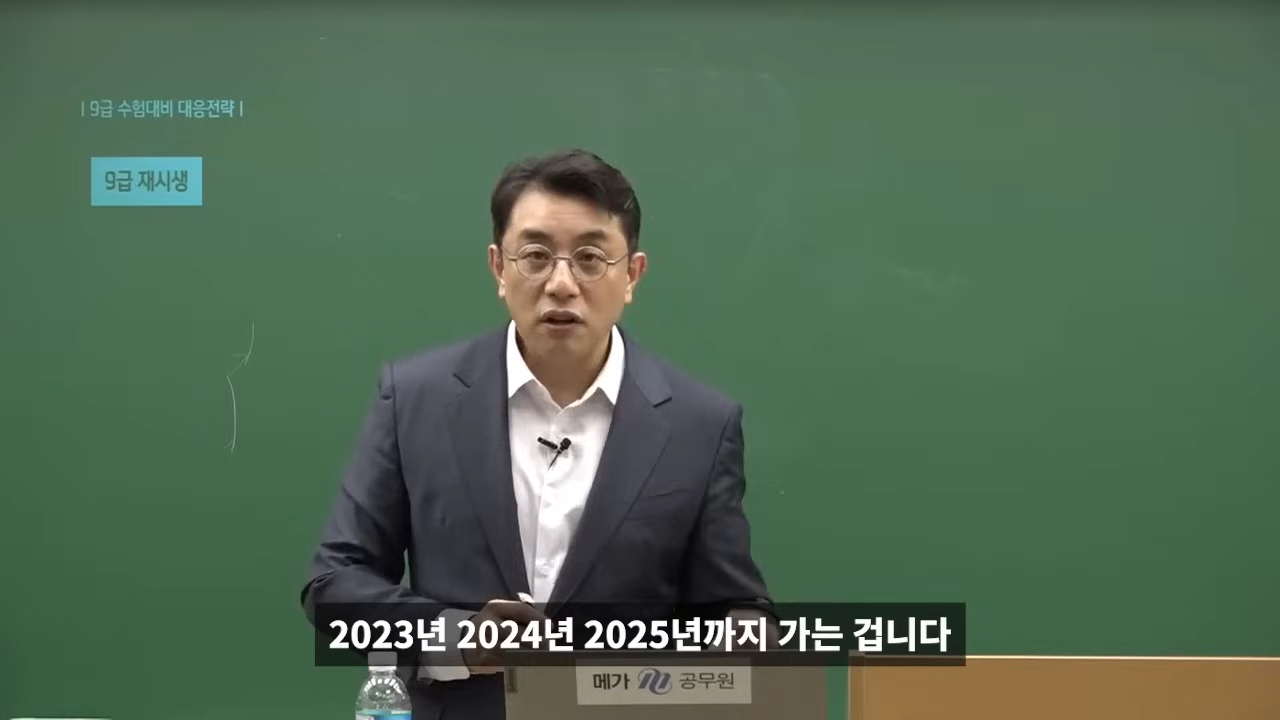 | 9급 수험대비 대응전략 |
9급 재시생
2023년 2024년 2025년까지 가는 겁니다
메가 공무원